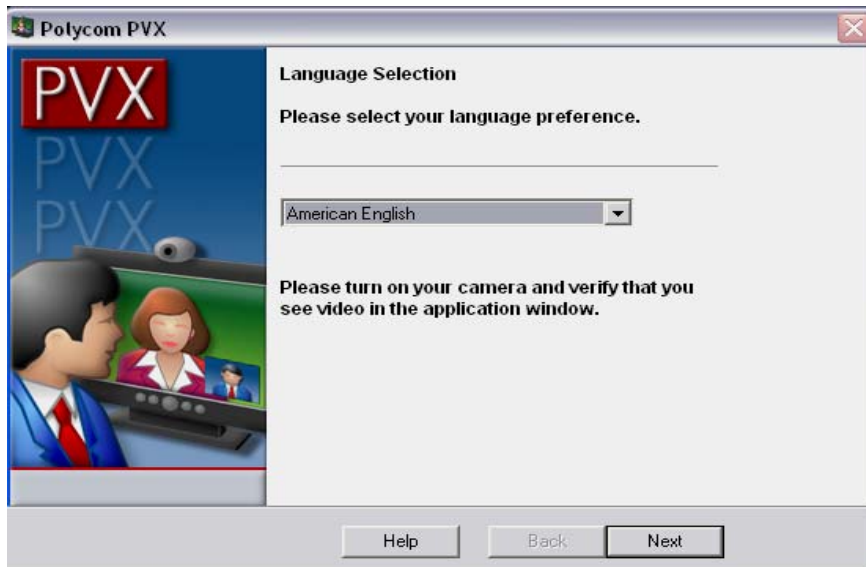 Polycom PVX
PVX
PVX
PVX
Language Selection
Please select your language preference.
American English
Please turn on your camera and verify that you
see video in the application window.
Help
Back
Next